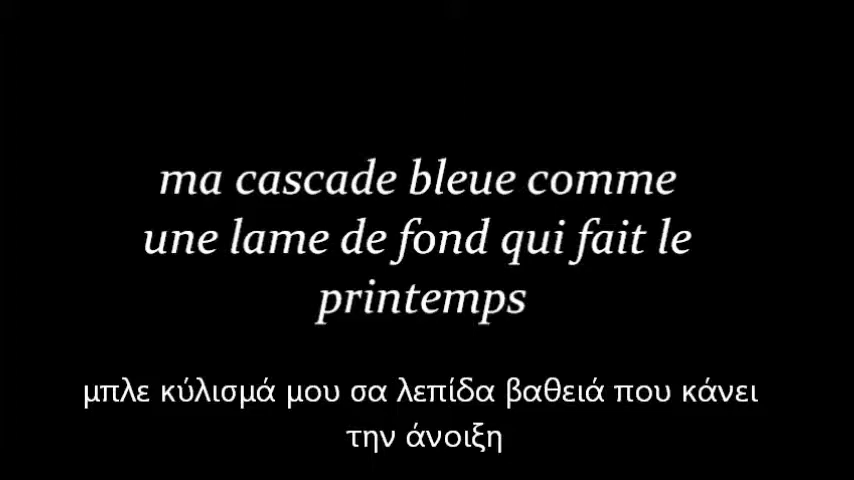 ma cascade bleue comme
une lame de fond qui fait le
printemps
μπλε κύλισμά μου σα λεπίδα βαθειά που κάνει
την άνοιξη